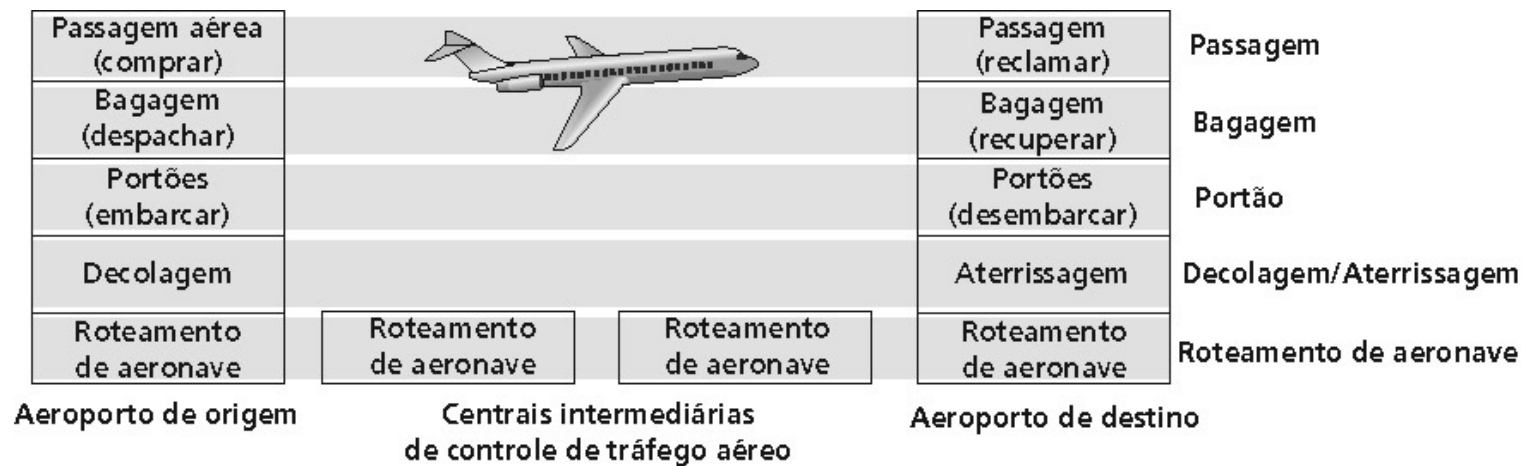 Passagem aérea
(comprar)
Passagem
(reclamar)
Passagem
Bagagem
(despachar)
Bagagem
(recuperar)
Bagagem
Portões
(embarcar)
Portões
(desembarcar)
Portão
Decolagem
Aterrissagem
Decolagem/Aterrissagem
Roteamento
de aeronave
Roteamento
de aeronave
Roteamento
de aeronave
Roteamento
de aeronave
Roteamento de aeronave
Aeroporto de origem
Centrais intermediárias
de controle de tráfego aéreo
Aeroporto de destino